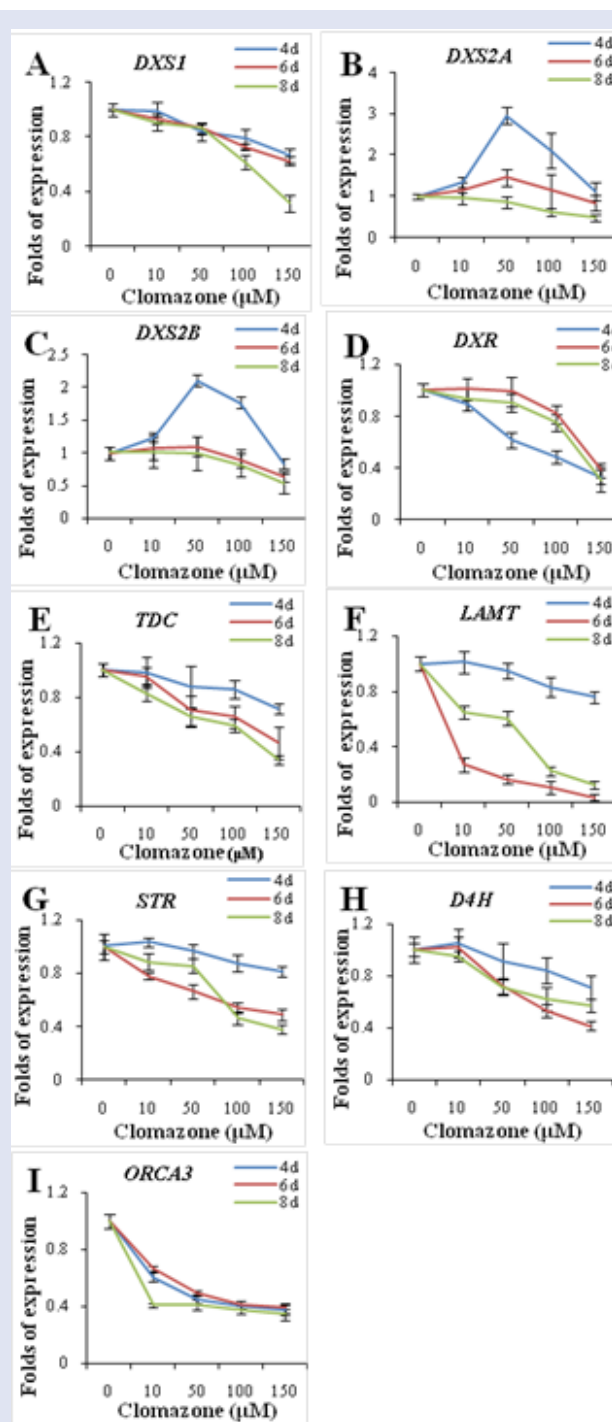 A
DXS1
4d
6d
8d
1.2
0.8
0.4
0
Folds of expression
0 10 50 100 150
Clomazone (μM)
B
DXS2A
4d
6d
8d
4
3
2
1
0
Folds of expression
0 10 50 100 150
Clomazone (μM)
C
DXS2B
4d
6d
8d
2.5
2
1.5
1
0.5
0
Folds of expression
0 10 50 100 150
Clomazone (μM)
D
DXR
4d
6d
8d
1.2
0.8
0.4
0
Folds of expression
0 10 50 100 150
Clomazone (μM)
E
TDC
4d
6d
8d
1.2
0.8
0.4
0
Folds of expression
0 10 50 100 150
Clomazone (μM)
F
LAMT
4d
6d
8d
1.2
0.8
0.4
0
Folds of expression
0 10 50 100 150
Clomazone (μM)
G
STR
4d
6d
8d
1.2
0.8
0.4
0
Folds of expression
0 10 50 100 150
Clomazone (μM)
H
D4H
4d
6d
8d
1.2
0.8
0.4
0
Folds of expression
0 10 50 100 150
Clomazone (μM)
I
ORCA3
4d
6d
8d
1.2
0.8
0.4
0
Folds of expression
0 10 50 100 150
Clomazone (μM)